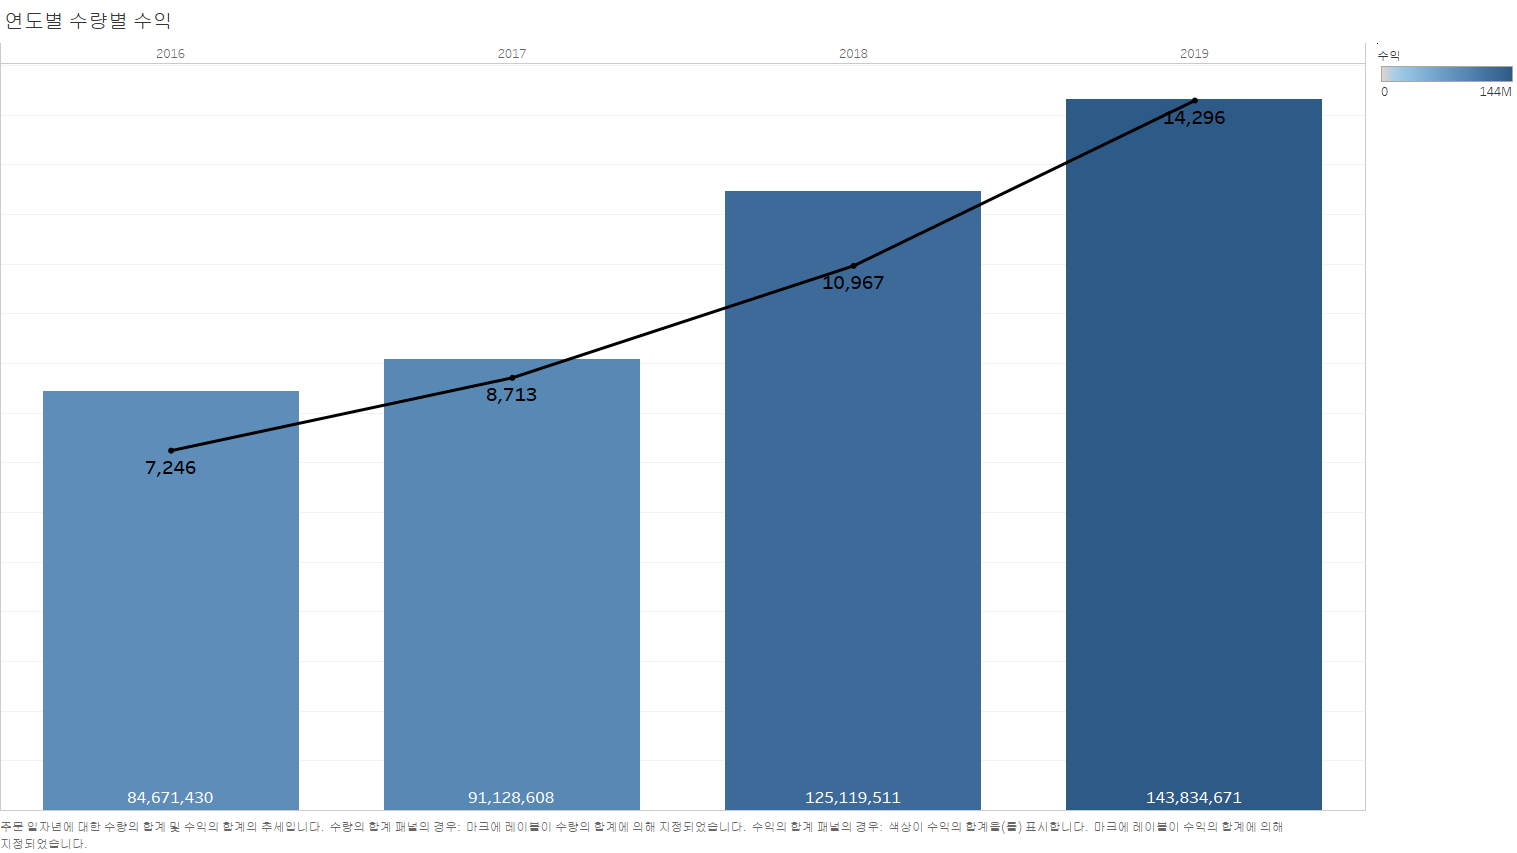 연도별 수량별 수익
2016 2017 2018 2019
수익
0 144M
14,296
10,967
8,713
7,246
84,671,430 91,128,608 125,119,511 143,834,671
주문 일자년에 대한 수량의 합계 및 수익의 합계의 추세입니다. 수량의 합계 패널의 경우: 마크에 레이블이 수량의 합계에 의해 지정되었습니다. 수익의 합계 패널의 경우: 색상이 수익의 합계을(를) 표시합니다. 마크에 레이블이 수익의 합계에 의해
지정되었습니다.